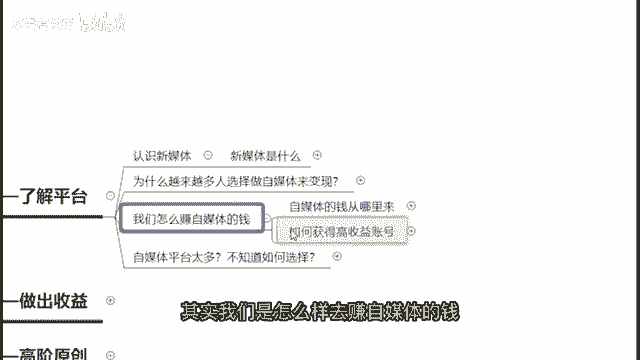 认识新媒体
新媒体是什么
为什么越来越多人选择做自媒体来变现?
了解平台
自媒体的钱从哪里来
我们怎么赚自媒体的钱
如何获得高收益账号
自媒体平台太多?不知道如何选择?
做出收益
其实我们是怎么样去赚自媒体的钱
高阶原创